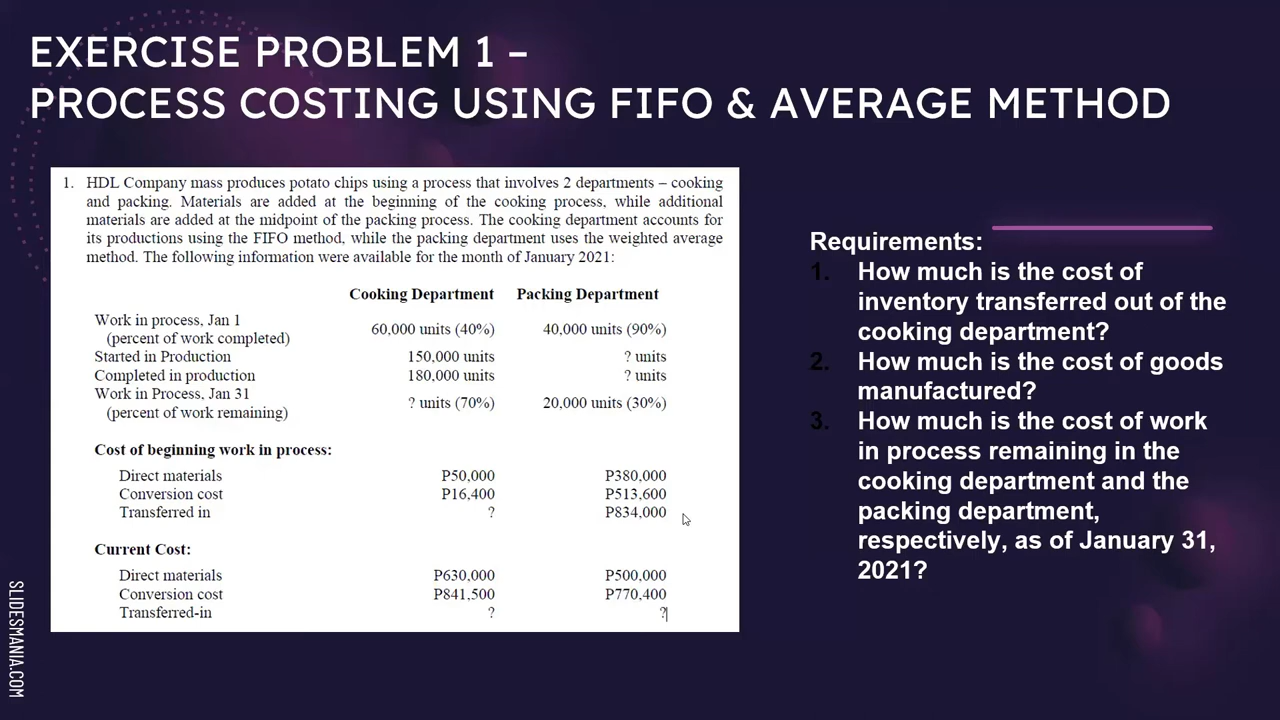 EXERCISE PROBLEM 1 –
PROCESS COSTING USING FIFO & AVERAGE METHOD
1. HDL Company mass produces potato chips using a process that involves 2 departments – cooking
and packing. Materials are added at the beginning of the cooking process, while additional
materials are added at the midpoint of the packing process. The cooking department accounts for
its productions using the FIFO method, while the packing department uses the weighted average
method. The following information were available for the month of January 2021:
Cooking Department Packing Department
Work in process, Jan 1
(percent of work completed) 60,000 units (40%) 40,000 units (90%)
Started in Production 150,000 units ? units
Completed in production 180,000 units ? units
Work in Process, Jan 31
(percent of work remaining) ? units (70%) 20,000 units (30%)
Cost of beginning work in process:
Direct materials P50,000 P380,000
Conversion cost P16,400 P513,600
Transferred in ? P834,000
Current Cost:
Direct materials P630,000 P500,000
Conversion cost P841,500 P770,400
Transferred-in ? ?
Requirements:
1. How much is the cost of
inventory transferred out of the
cooking department?
2. How much is the cost of goods
manufactured?
3. How much is the cost of work
in process remaining in the
cooking department and the
packing department,
respectively, as of January 31,
2021?
SLIDESMANIA.COM